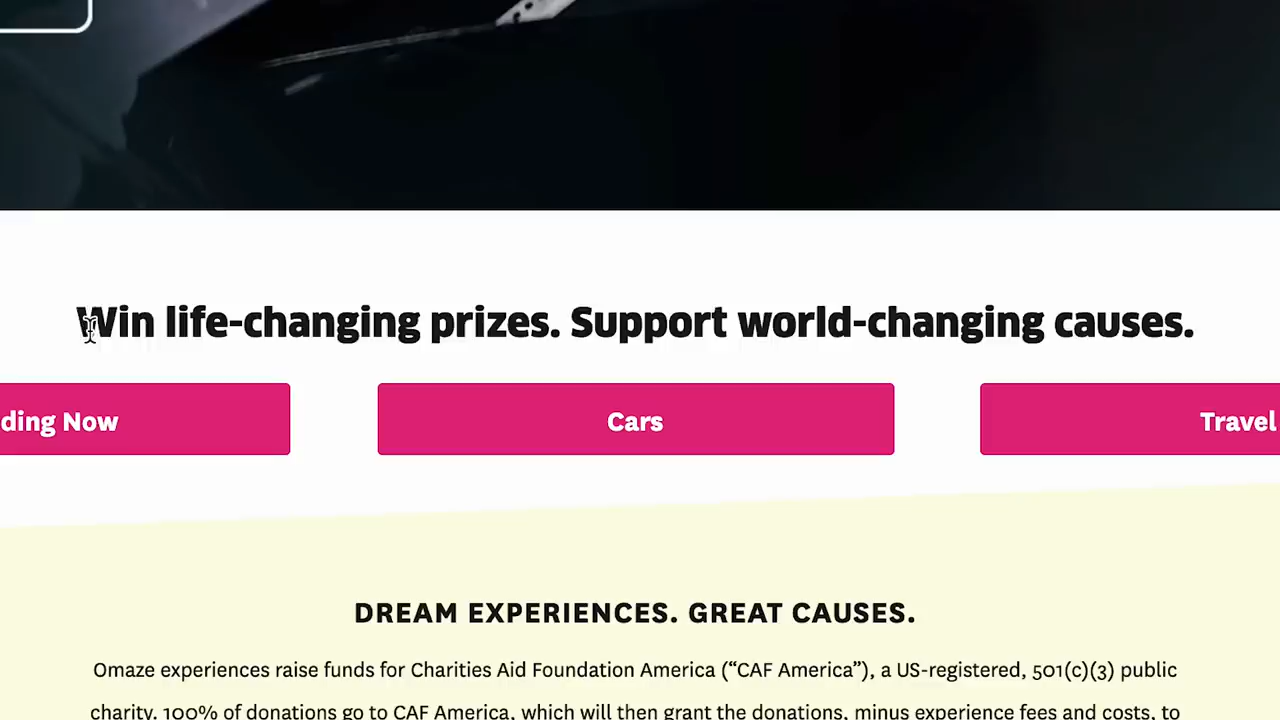 Win life-changing prizes. Support world-changing causes.
ding Now
Cars
Travel
DREAM EXPERIENCES. GREAT CAUSES.
Omaze experiences raise funds for Charities Aid Foundation America (“CAF America”), a US-registered, 501(c)(3) public
charity. 100% of donations go to CAF America, which will then grant the donations, minus experience fees and costs, to